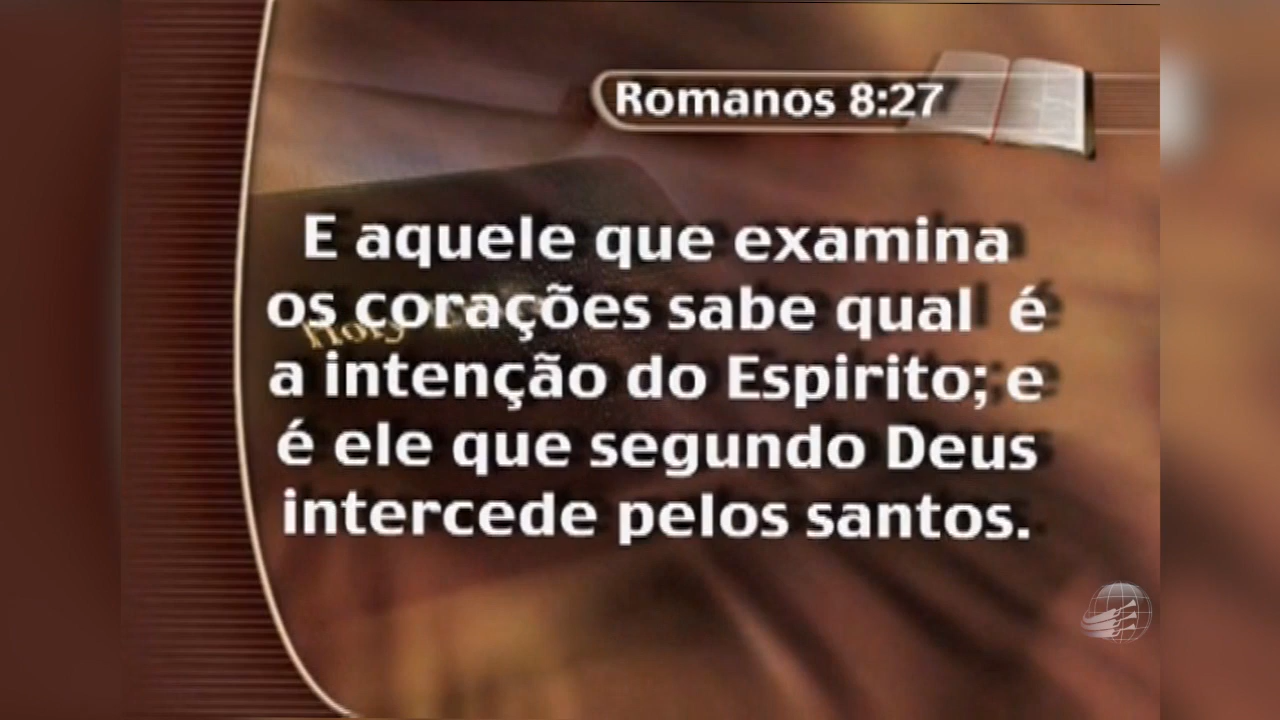 Romanos 8:27
E aquele que examina
os corações sabe qual é
a intenção do Espirito; e
é ele que segundo Deus
intercede pelos santos.
Holy